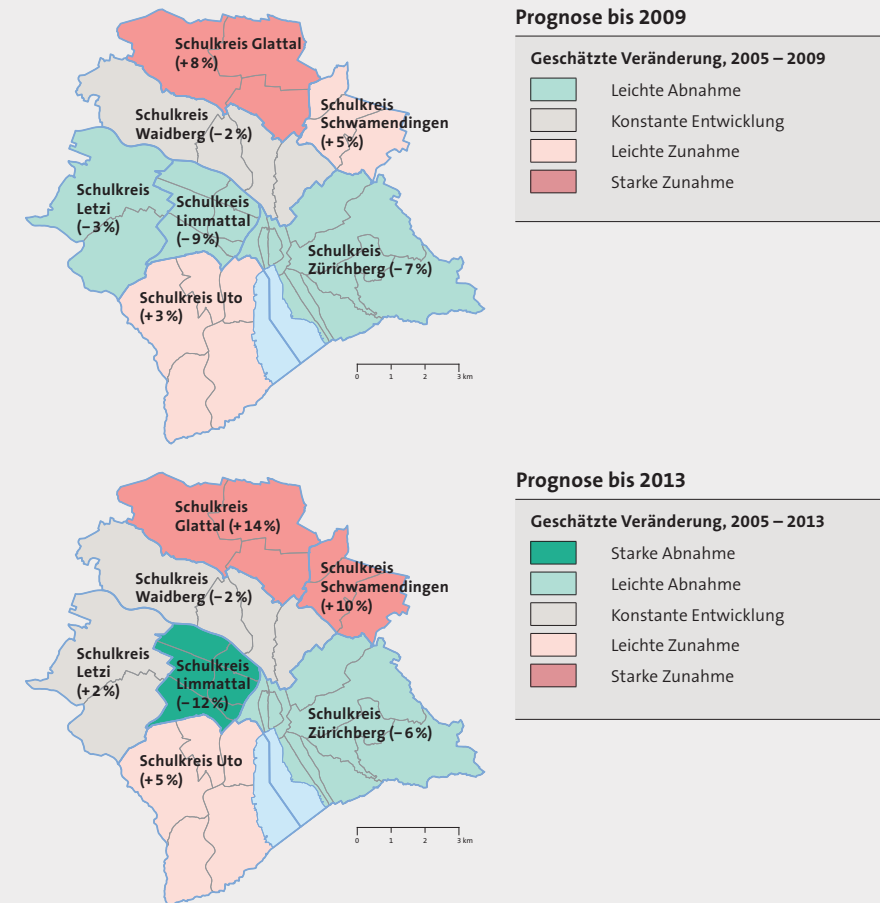 Prognose bis 2009
Geschätzte Veränderung, 2005 – 2009
Leichte Abnahme
Konstante Entwicklung
Leichte Zunahme
Starke Zunahme
Schulkreis Glattal
(+ 8 %)
Schulkreis
Schwamendingen
(+ 5 %)
Schulkreis
Waidberg (– 2 %)
Schulkreis
Letzi
(– 3 %)
Schulkreis
Limmattal
(– 9 %)
Schulkreis
Zürichberg (– 7 %)
Schulkreis Uto
(+ 3 %)
0 1 2 3 km
Prognose bis 2013
Geschätzte Veränderung, 2005 – 2013
Starke Abnahme
Leichte Abnahme
Konstante Entwicklung
Leichte Zunahme
Starke Zunahme
Schulkreis
Glattal (+ 14 %)
Schulkreis
Schwamendingen
(+ 10 %)
Schulkreis
Waidberg (– 2 %)
Schulkreis
Letzi
(+ 2 %)
Schulkreis
Limmattal
(– 12 %)
Schulkreis
Zürichberg (– 6 %)
Schulkreis Uto
(+ 5 %)
0 1 2 3 km